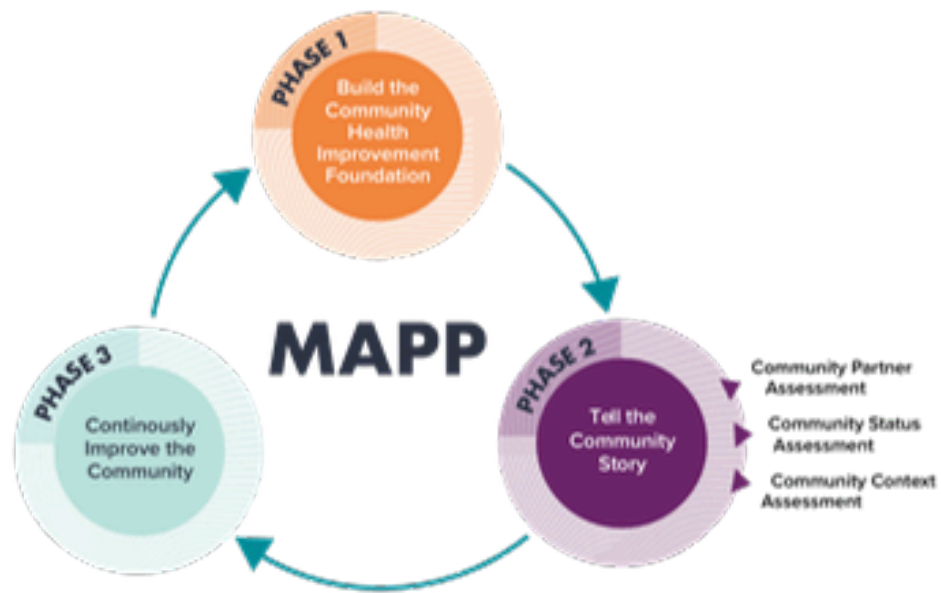 PHASE 1
Build the
Community
Health
Improvement
Foundation
MAPP
PHASE 2
Tell the
Community
Story
Community Partner
Assessment
Community Status
Assessment
Community Context
Assessment
PHASE 3
Continously
Improve the
Community